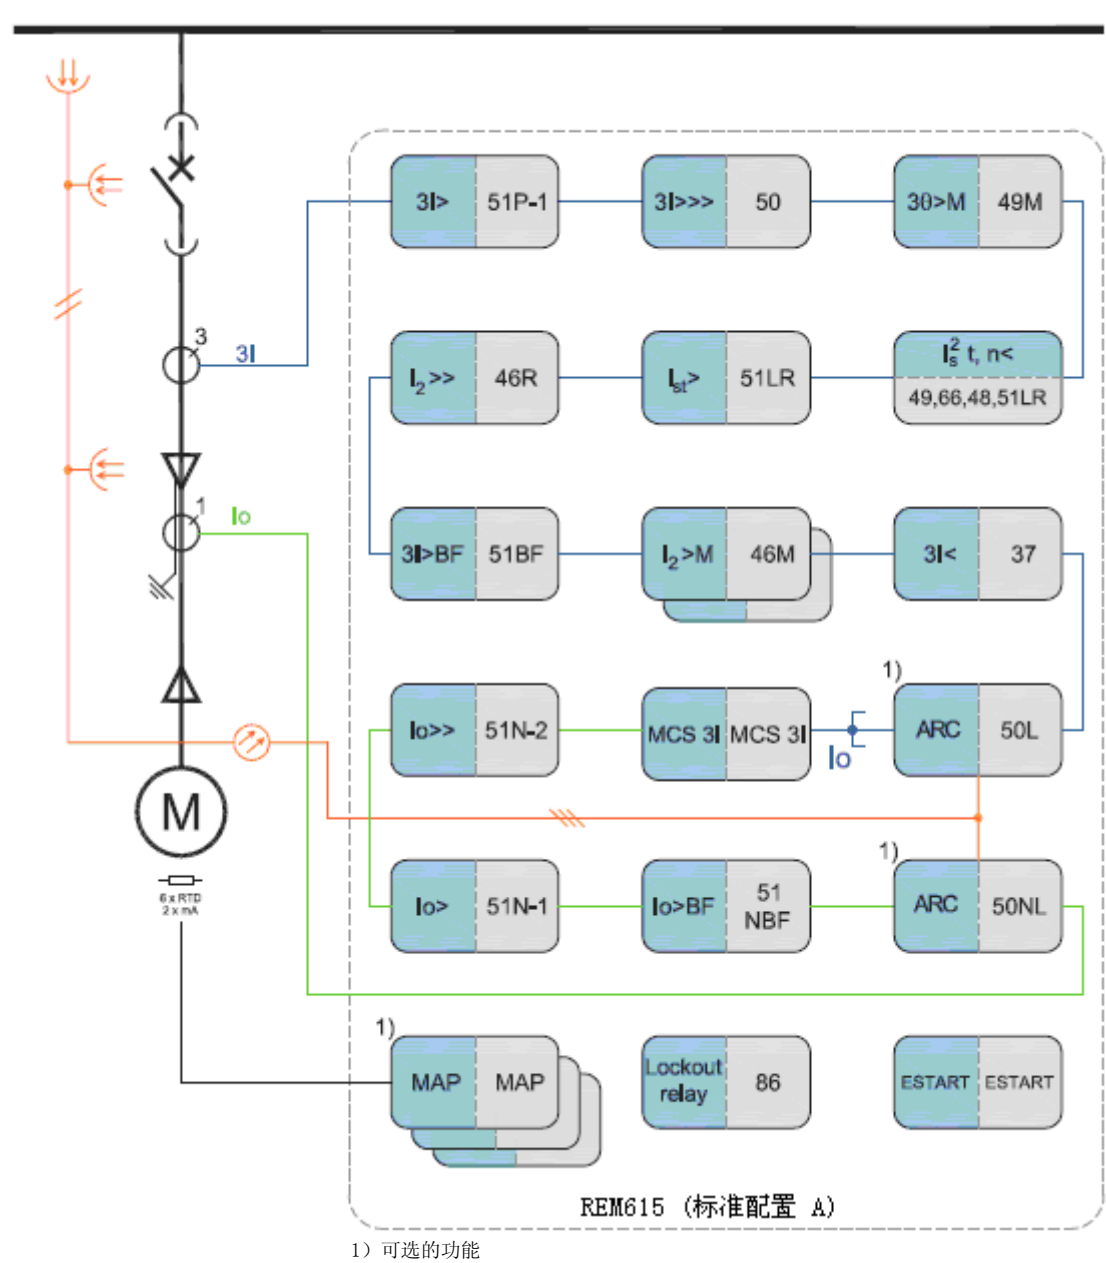 3I> 51P-1 3I>>> 50 3θ>M 49M
3
3I
I₂>> 46R Ist> 51LR Is² t, n<
49,66,48,51LR
1
Io
3I>BF 51BF I₂>M 46M 3I< 37
1)
Io>> 51N-2 MCS 3I MCS 3I ARC 50L
Io
M
1)
6 x RTD
2 x mA
Io> 51N-1 Io>BF 51
NBF
ARC 50NL
1)
MAP MAP Lockout
relay
86 ESTART ESTART
REM615 (标准配置 A)
1) 可选的功能